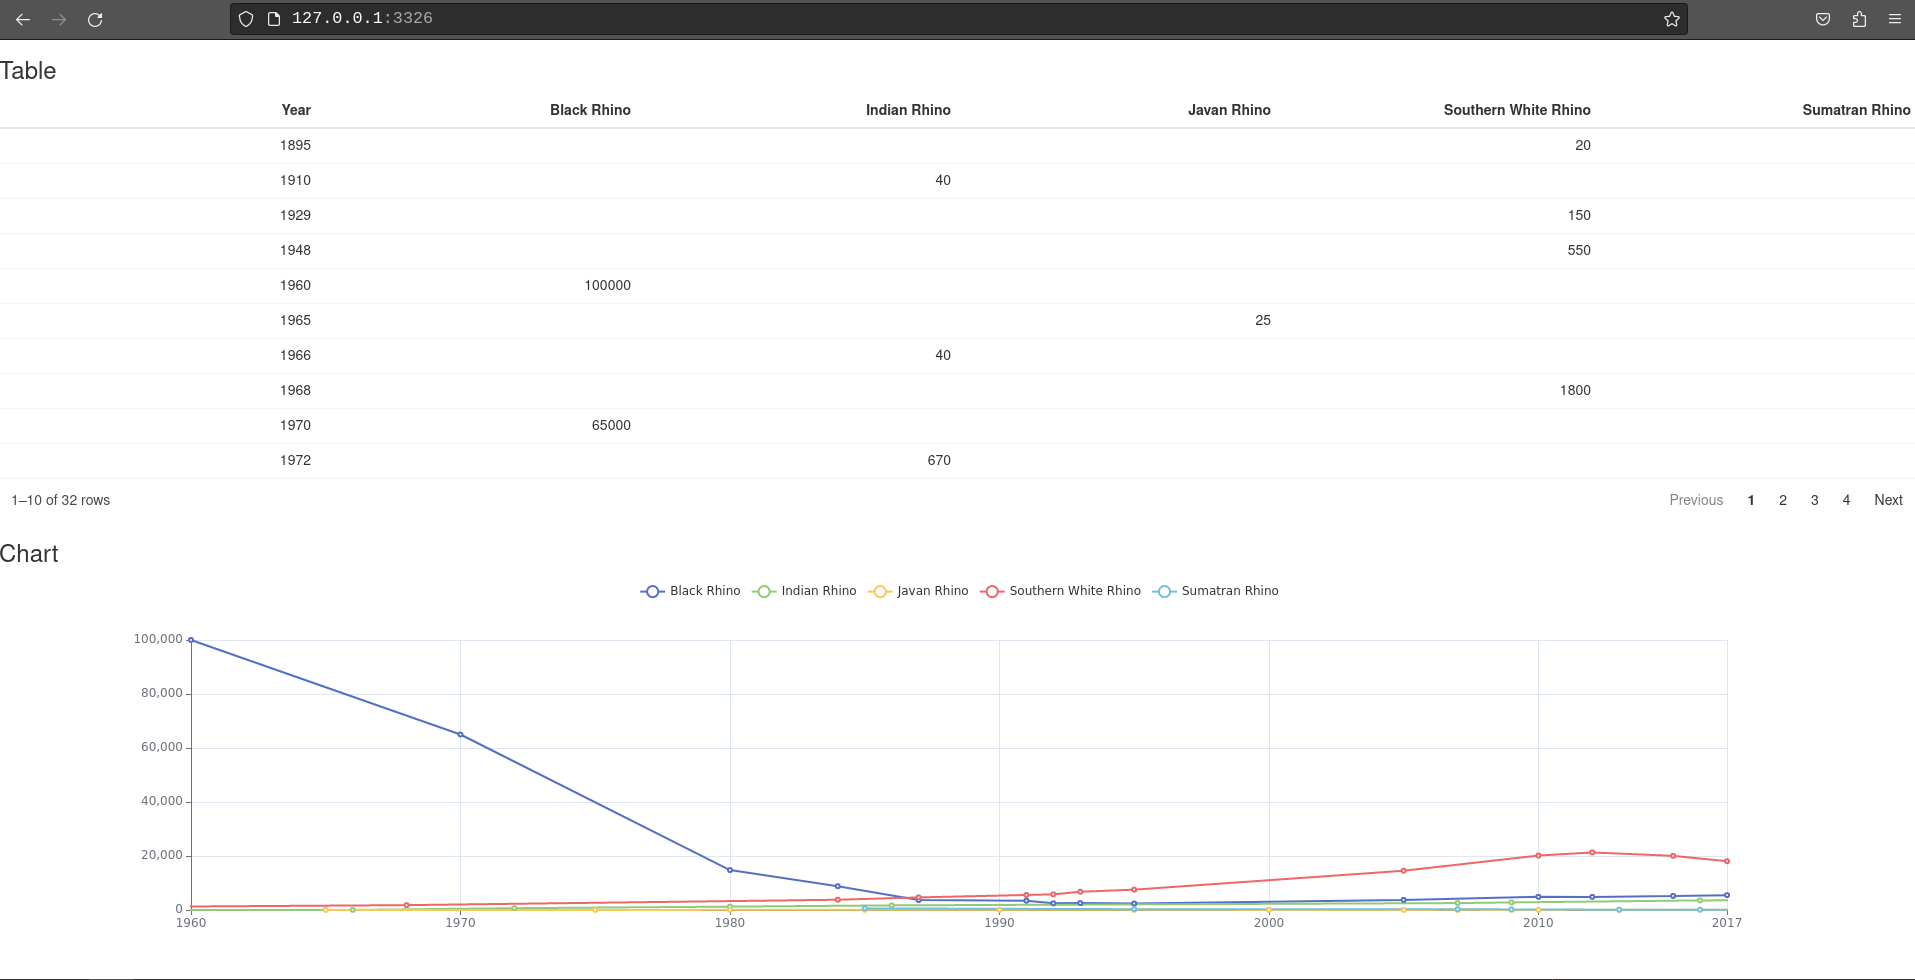 127.0.0.1:3326
Table
Year Black Rhino Indian Rhino Javan Rhino Southern White Rhino Sumatran Rhino
1895 20
1910 40
1929 150
1948 550
1960 100000
1965 25
1966 40
1968 1800
1970 65000
1972 670
1–10 of 32 rows Previous 1 2 3 4 Next
Chart
Black Rhino Indian Rhino Javan Rhino Southern White Rhino Sumatran Rhino
100,000
80,000
60,000
40,000
20,000
0
1960 1970 1980 1990 2000 2010 2017